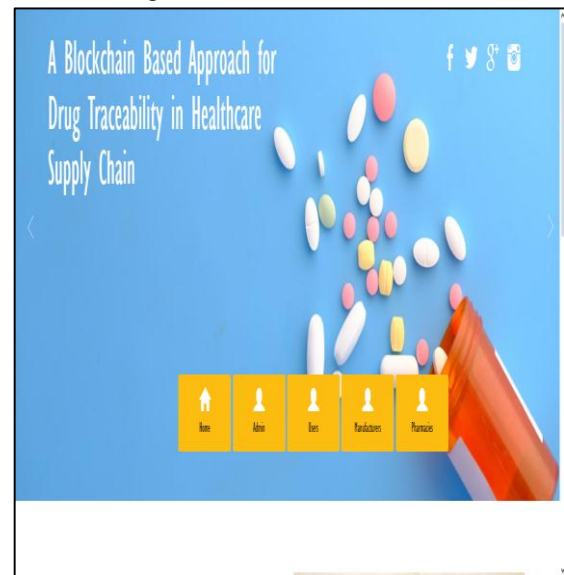 A Blockchain Based Approach for
Drug Traceability in Healthcare
Supply Chain
Home Admin Users Manufacturers Pharmacies